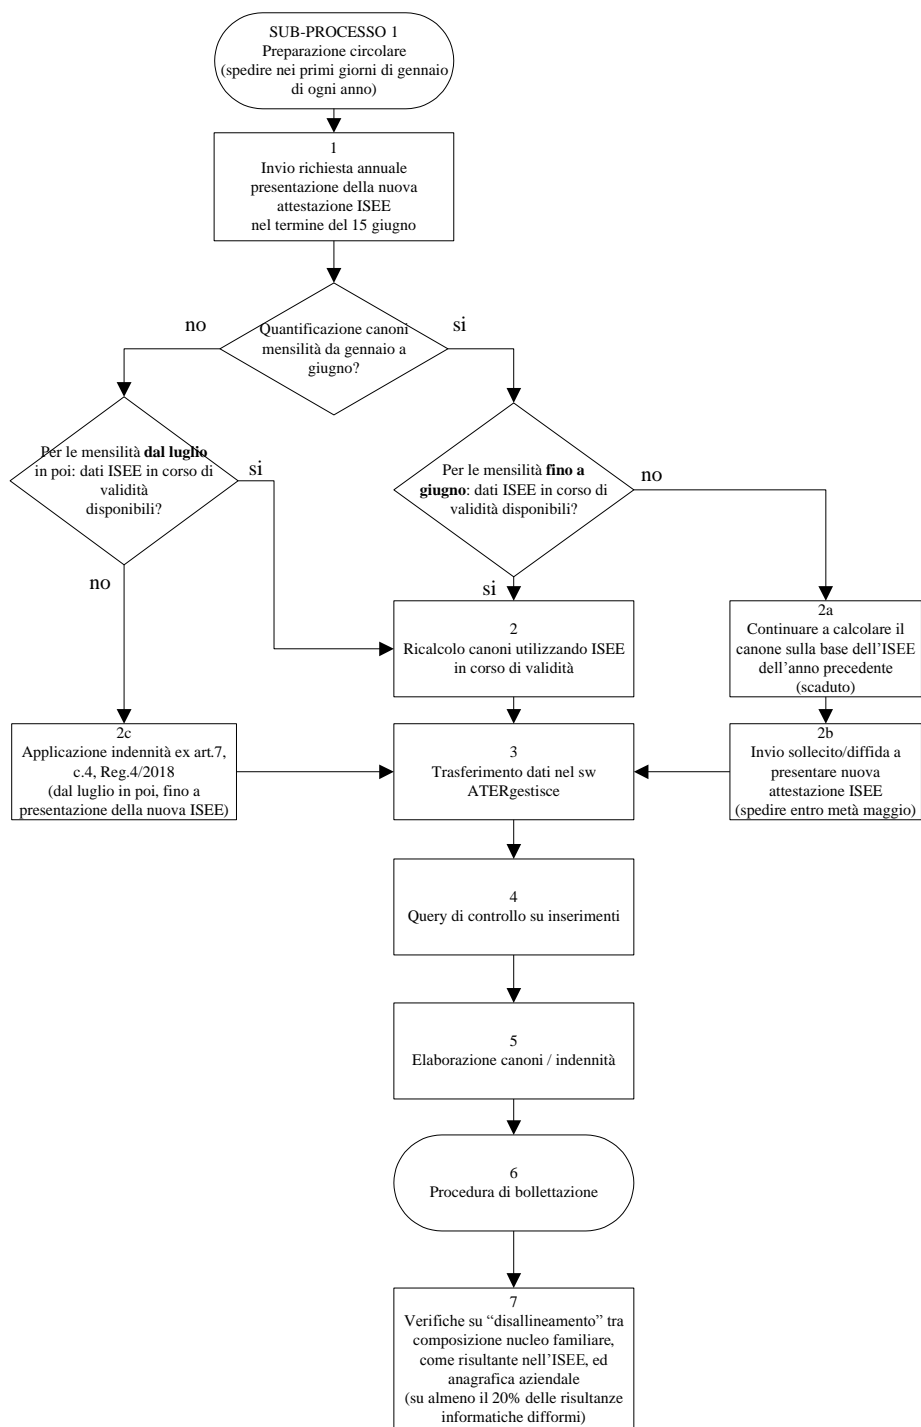 SUB-PROCESSO 1
Preparazione circolare
(spedire nei primi giorni di gennaio
di ogni anno)
1
Invio richiesta annuale
presentazione della nuova
attestazione ISEE
nel termine del 15 giugno
no
si
Quantificazione canoni
mensilità da gennaio a
giugno?
Per le mensilità dal luglio
in poi: dati ISEE in corso di
validità
disponibili?
si
no
Per le mensilità fino a
giugno: dati ISEE in corso di
validità disponibili?
no
si
2
Ricalcolo canoni utilizzando ISEE
in corso di validità
2a
Continuare a calcolare il
canone sulla base dell’ISEE
dell’anno precedente
(scaduto)
2c
Applicazione indennità ex art.7,
c.4, Reg.4/2018
(dal luglio in poi, fino a
presentazione della nuova ISEE)
3
Trasferimento dati nel sw
ATERgestisce
2b
Invio sollecito/diffida a
presentare nuova
attestazione ISEE
(spedire entro metà maggio)
4
Query di controllo su inserimenti
5
Elaborazione canoni / indennità
6
Procedura di bollettazione
7
Verifiche su “disallineamento” tra
composizione nucleo familiare,
come risultante nell’ISEE, ed
anagrafica aziendale
(su almeno il 20% delle risultanze
informatiche difformi)